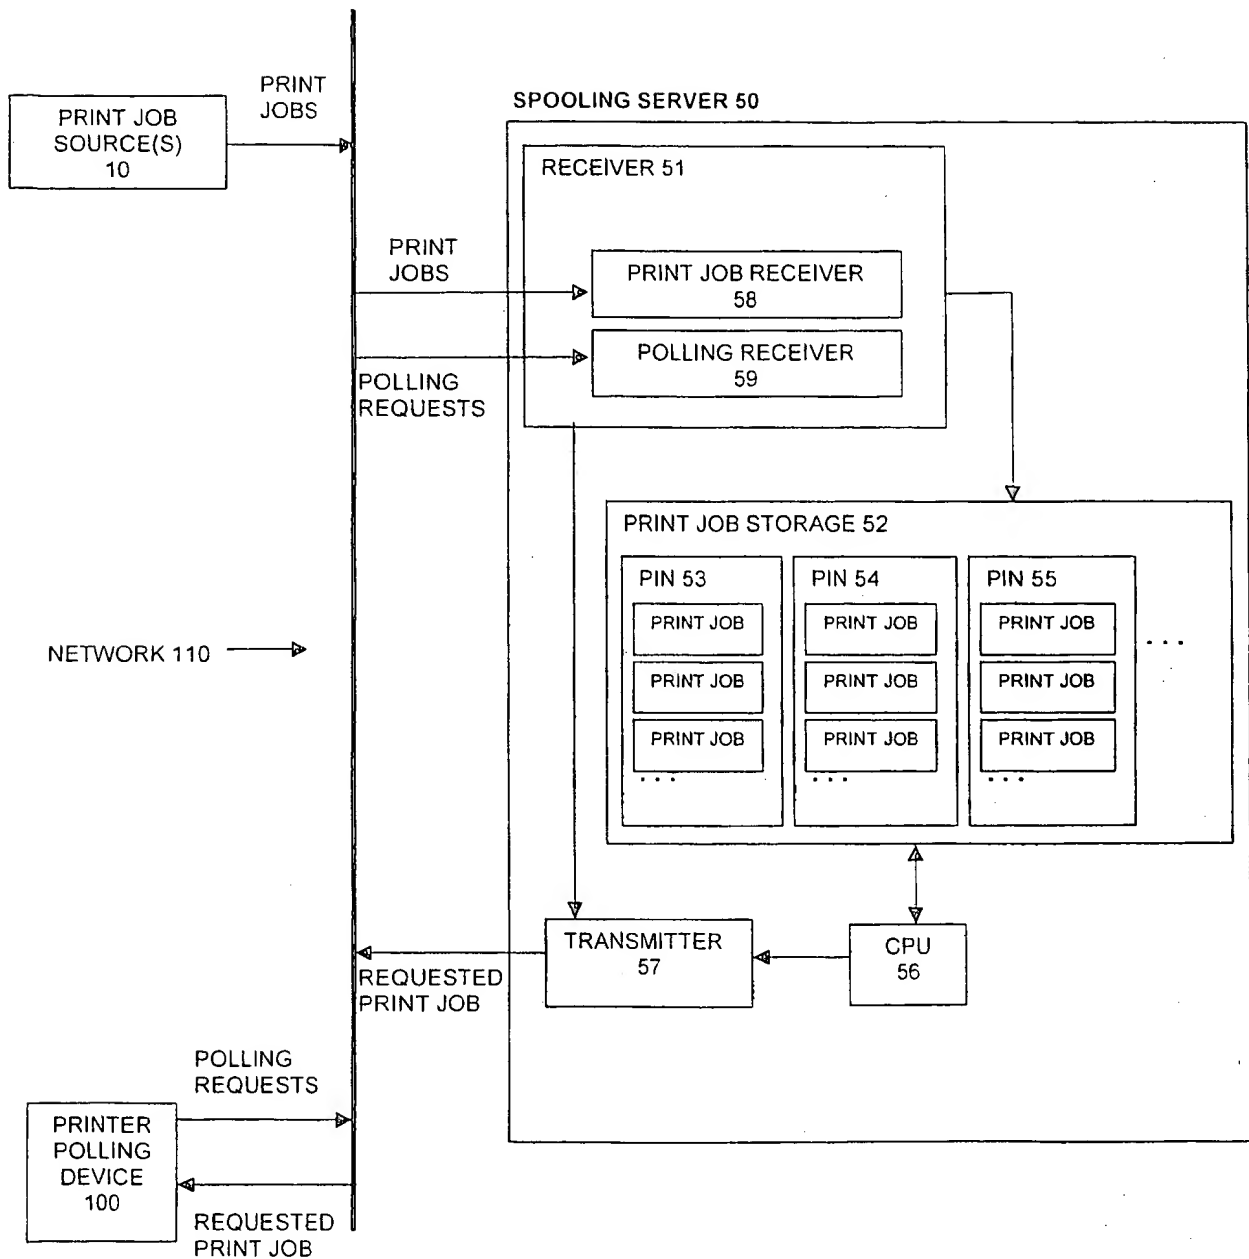 PRINT
JOBS
PRINT JOB
SOURCE(S)
10
SPOOLING SERVER 50
RECEIVER 51
PRINT
JOBS
PRINT JOB RECEIVER
58
POLLING RECEIVER
59
POLLING
REQUESTS
PRINT JOB STORAGE 52
PIN 53
PRINT JOB
PRINT JOB
PRINT JOB
. . .
PIN 54
PRINT JOB
PRINT JOB
PRINT JOB
. . .
PIN 55
PRINT JOB
PRINT JOB
PRINT JOB
. . .
. . .
NETWORK 110
TRANSMITTER
57
CPU
56
REQUESTED
PRINT JOB
POLLING
REQUESTS
PRINTER
POLLING
DEVICE
100
REQUESTED
PRINT JOB